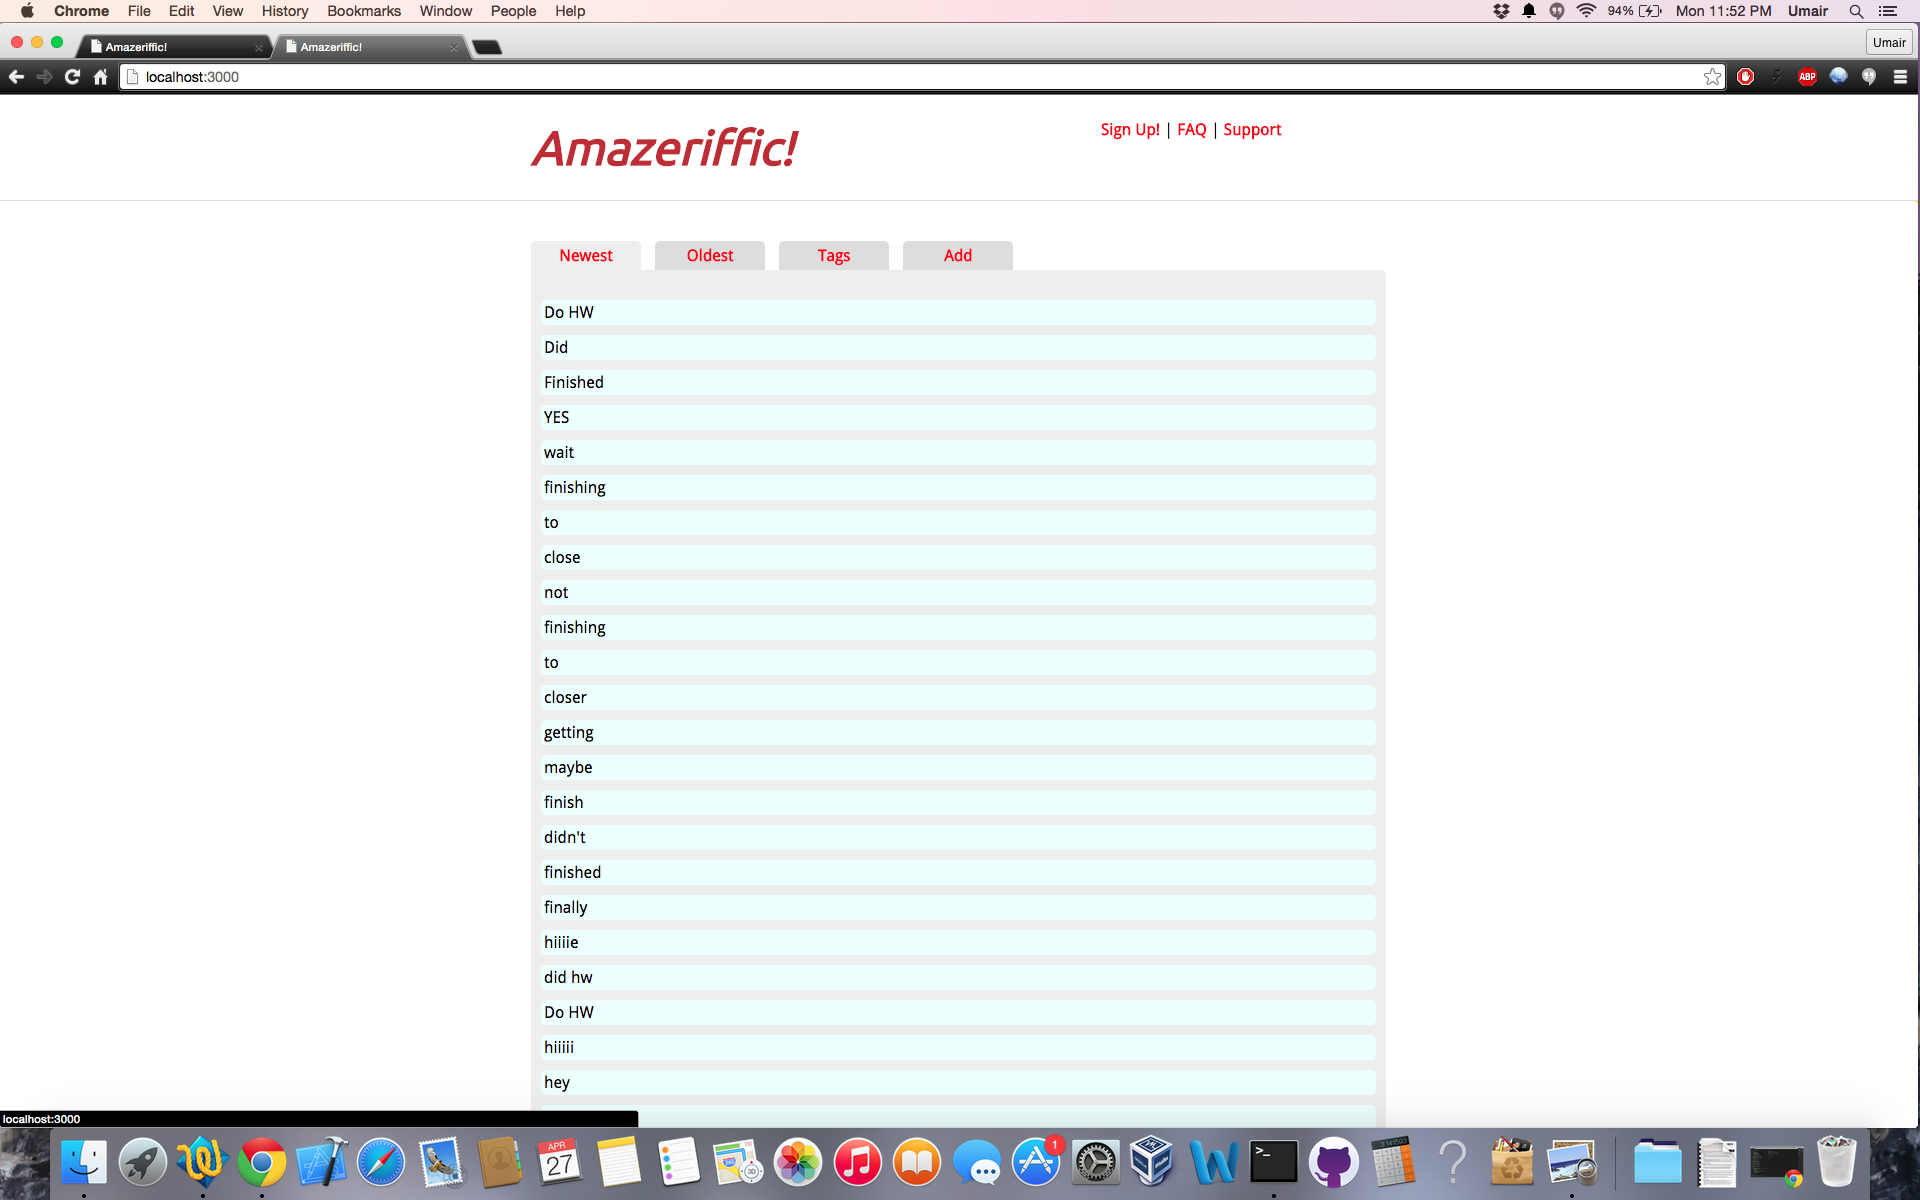 Chrome File Edit View History Bookmarks Window People Help 94% Mon 11:52 PM Umair
Amazeriffic! Amazeriffic! Umair
localhost:3000 ABP
Amazeriffic!
Sign Up! | FAQ | Support
Newest Oldest Tags Add
Do HW
Did
Finished
YES
wait
finishing
to
close
not
finishing
to
closer
getting
maybe
finish
didn't
finished
finally
hiiiie
did hw
Do HW
hiiiii
hey
localhost:3000
APR
27
1